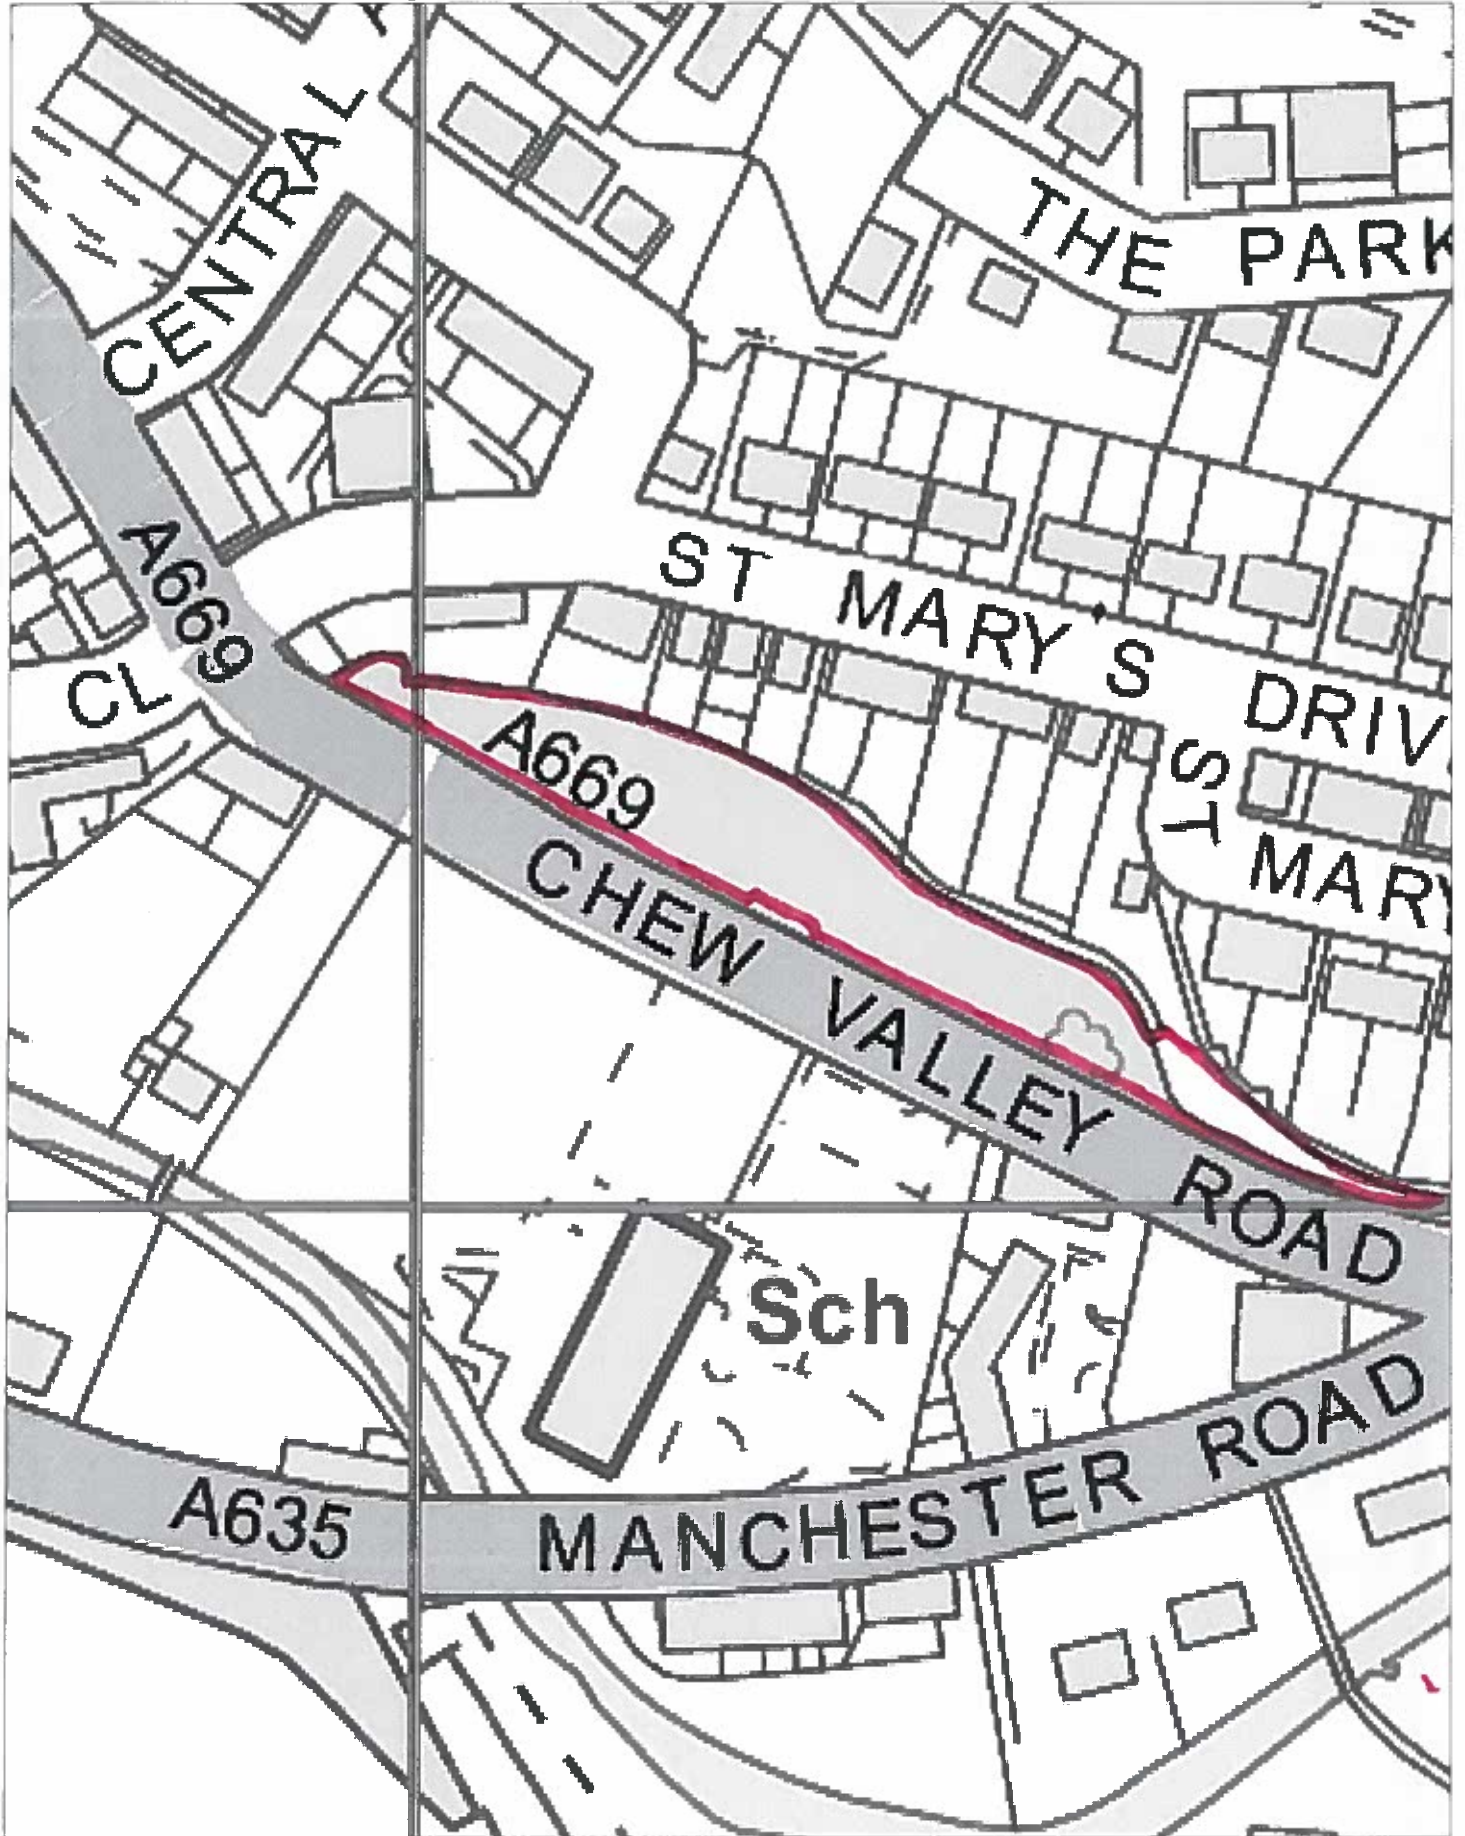 CENTRAL
THE PARK
A669
CL
ST MARY S DRIV
ST MARY
A669
CHEW VALLEY ROAD
Sch
A635
MANCHESTER ROAD